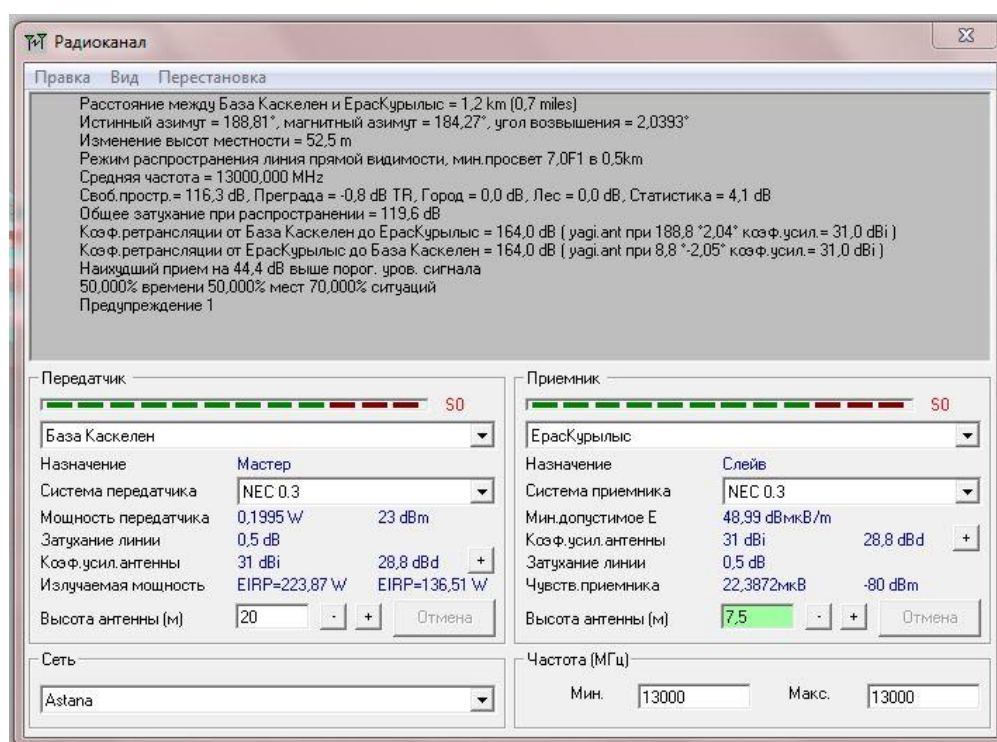 Радиоканал
Правка Вид Перестановка
Расстояние между База Каскелен и ЕрасКурылыс = 1,2 km (0,7 miles)
Истинный азимут = 188,81°, магнитный азимут = 184,27°, угол возвышения = 2,0393°
Изменение высот местности = 52,5 m
Режим распространения линия прямой видимости, мин.просвет 7,0F1 в 0,5km
Средняя частота = 13000,000 MHz
Своб.простр.= 116,3 dB, Преграда = -0,8 dB TR, Город = 0,0 dB, Лес = 0,0 dB, Статистика = 4,1 dB
Общее затухание при распространении = 119,6 dB
Коэф.ретрансляции от База Каскелен до ЕрасКурылыс = 164,0 dB ( yagi.ant при 188,8 °2,04° коэф.усил.= 31,0 dBi )
Коэф.ретрансляции от ЕрасКурылыс до База Каскелен = 164,0 dB ( yagi.ant при 8,8 °-2,05° коэф.усил.= 31,0 dBi )
Наихудший прием на 44,4 dB выше порог. уров. сигнала
50,000% времени 50,000% мест 70,000% ситуаций
Предупреждение 1
Передатчик
S0
База Каскелен
Назначение Мастер
Система передатчика NEC 0.3
Мощность передатчика 0,1995 W 23 dBm
Затухание линии 0,5 dB
Коэф.усил.антенны 31 dBi 28,8 dBd +
Излучаемая мощность EIRP=223,87 W EIRP=136,51 W
Высота антенны (м) 20 - + Отмена
Приемник
S0
ЕрасКурылыс
Назначение Слейв
Система приемника NEC 0.3
Мин.допустимое E 48,99 dBмкВ/m
Коэф.усил.антенны 31 dBi 28,8 dBd +
Затухание линии 0,5 dB
Чувств.приемника 22,3872мкВ -80 dBm
Высота антенны (м) 7,5 - + Отмена
Сеть
Astana
Частота (МГц)
Мин. 13000 Макс. 13000